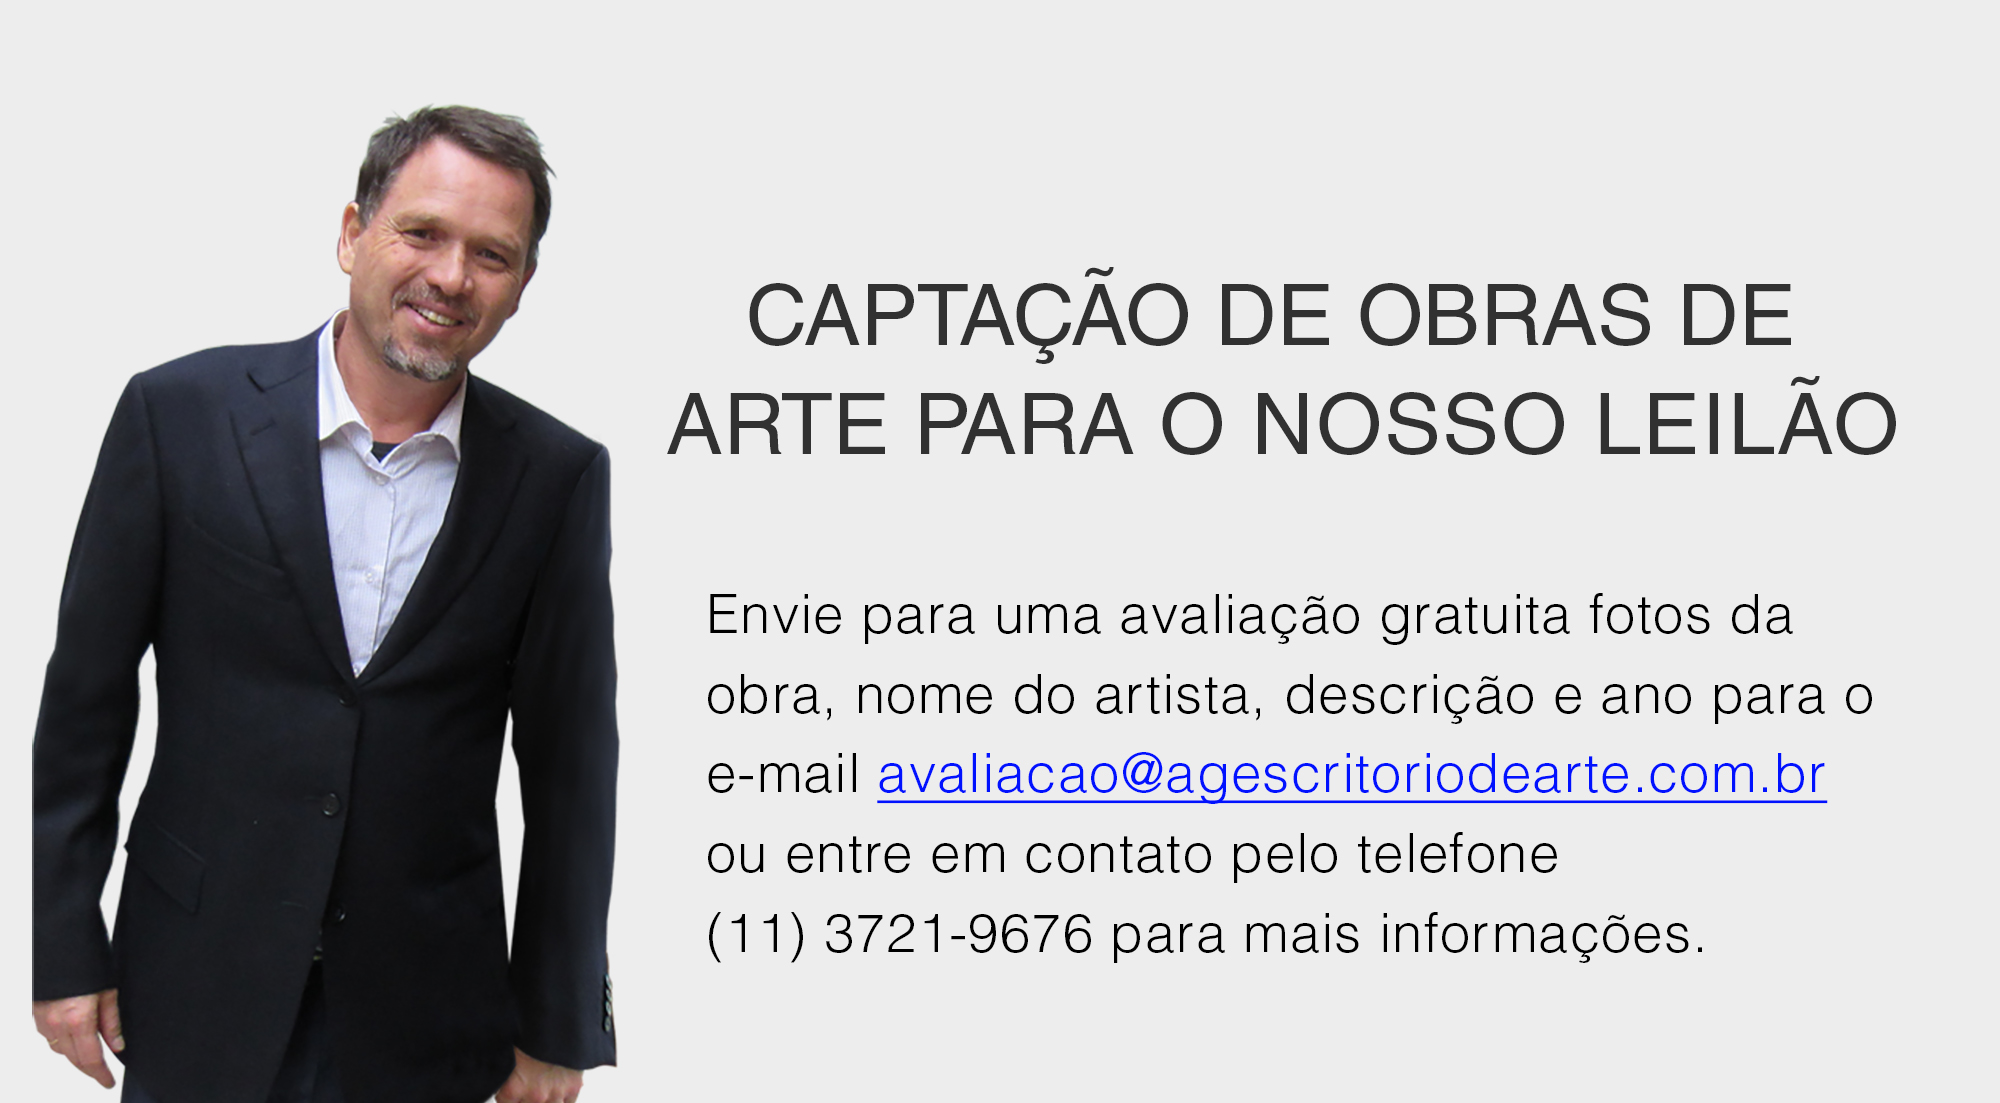 CAPTAÇÃO DE OBRAS DE
ARTE PARA O NOSSO LEILÃO
Envie para uma avaliação gratuita fotos da
obra, nome do artista, descrição e ano para o
e-mail avaliacao@agescritoriodearte.com.br
ou entre em contato pelo telefone
(11) 3721-9676 para mais informações.